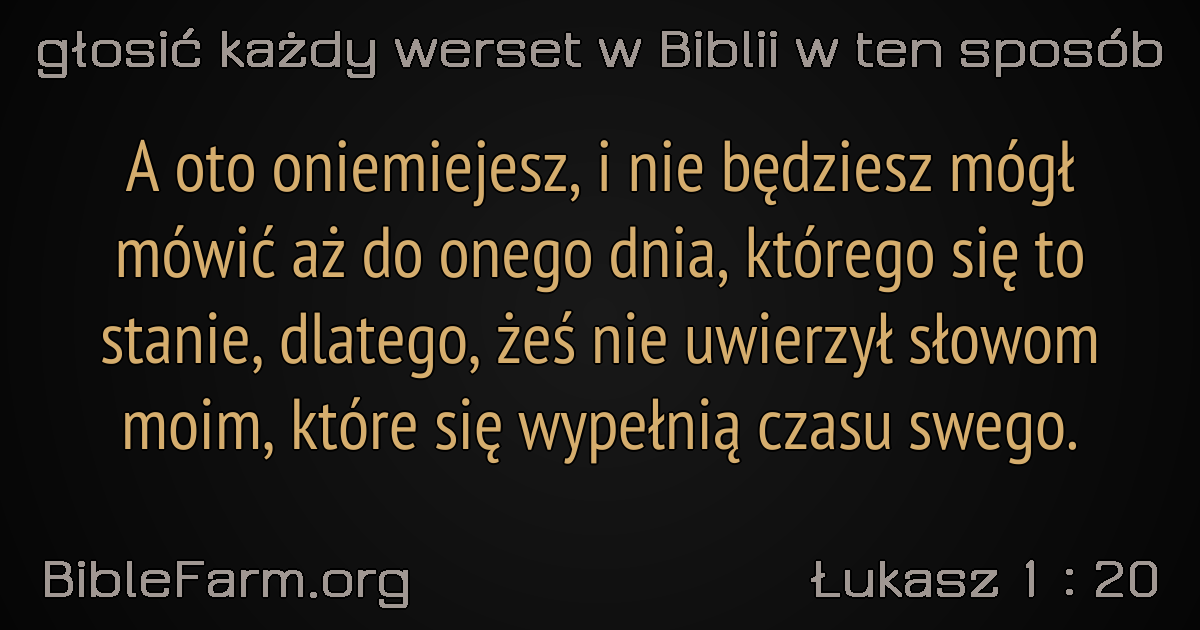 głosić każdy werset w Biblii w ten sposób
A oto oniemiejesz, i nie będziesz mógł
mówić aż do onego dnia, którego się to
stanie, dlatego, żeś nie uwierzył słowom
moim, które się wypełnią czasu swego.
BibleFarm.org
Łukasz 1 : 20